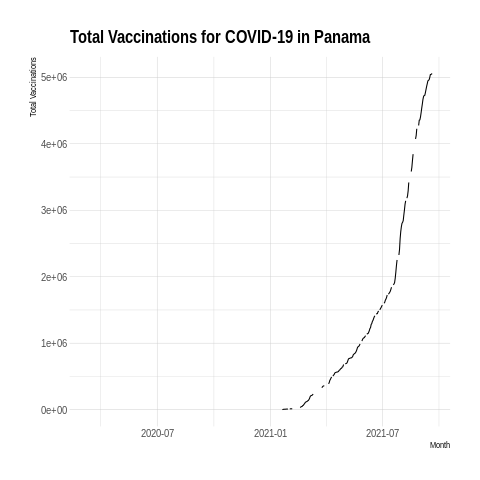 Total Vaccinations for COVID-19 in Panama
Total Vaccinations
5e+06
4e+06
3e+06
2e+06
1e+06
0e+00
2020-07
2021-01
2021-07
Month